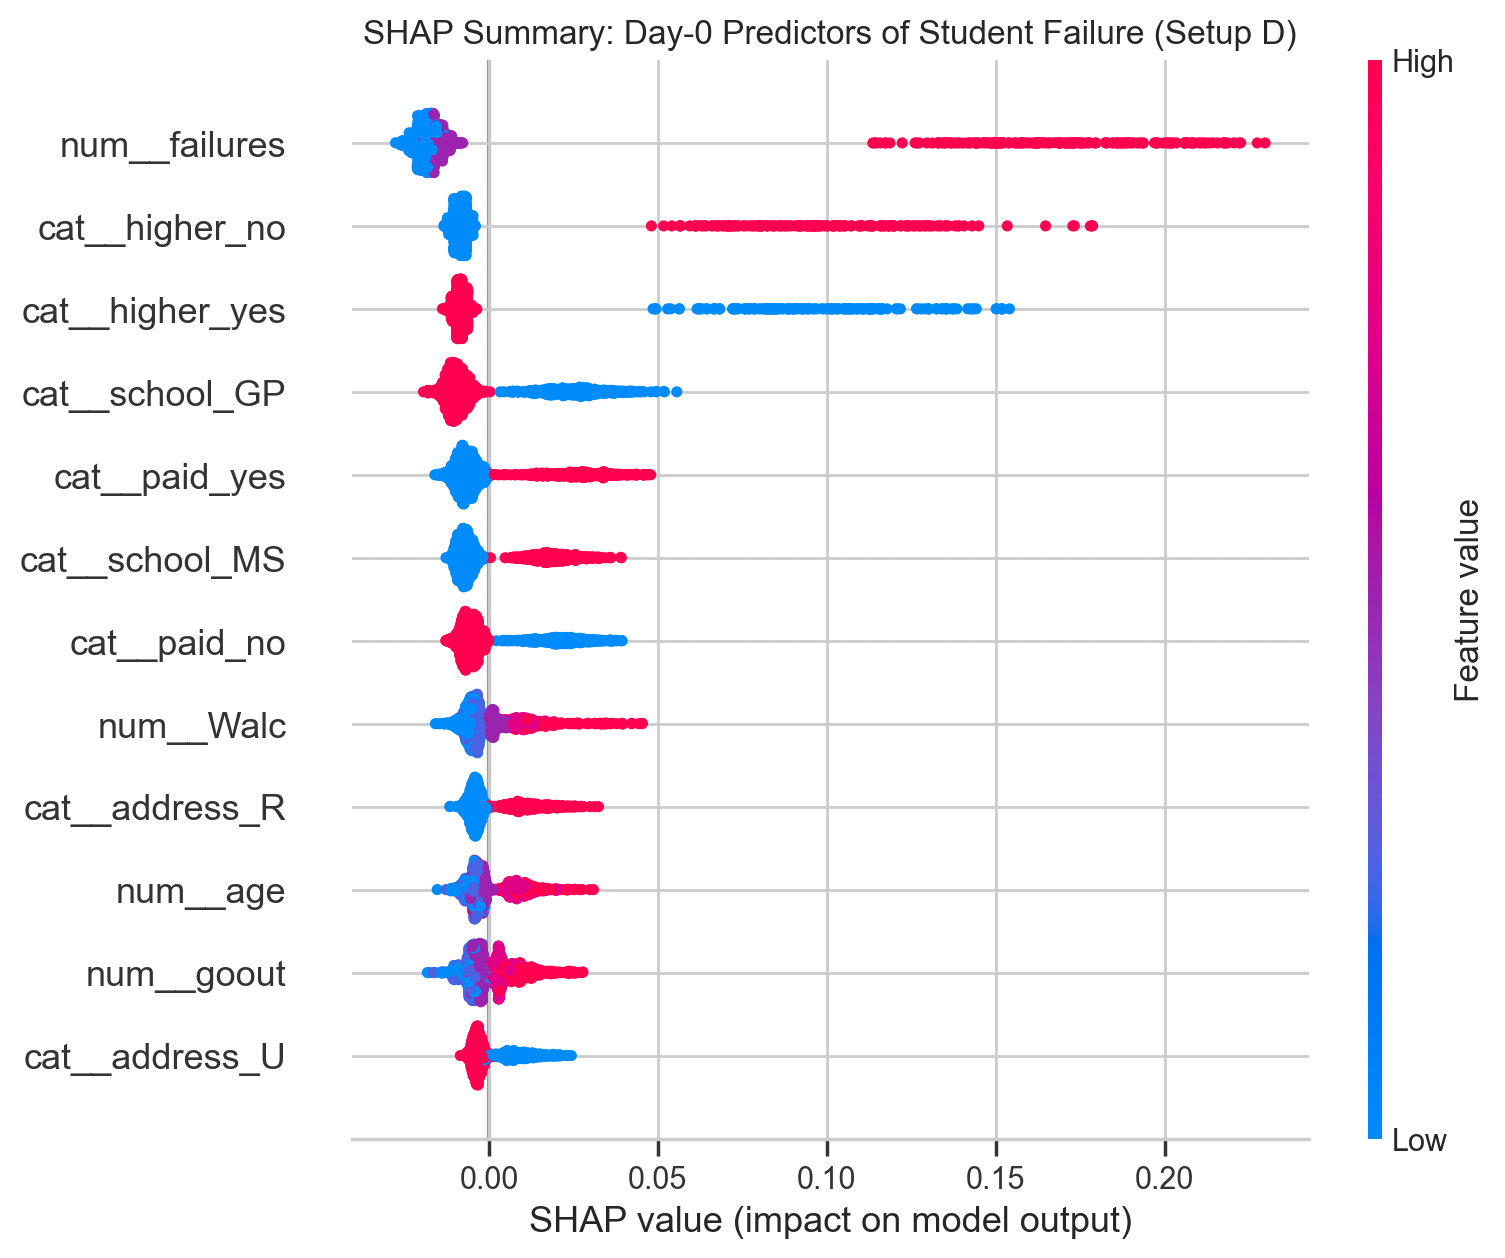 SHAP Summary: Day-0 Predictors of Student Failure (Setup D)
High
num__failures
cat__higher_no
cat__higher_yes
cat__school_GP
cat__paid_yes
cat__school_MS
cat__paid_no
num__Walc
cat__address_R
num__age
num__goout
cat__address_U
Feature value
Low
0.00 0.05 0.10 0.15 0.20
SHAP value (impact on model output)